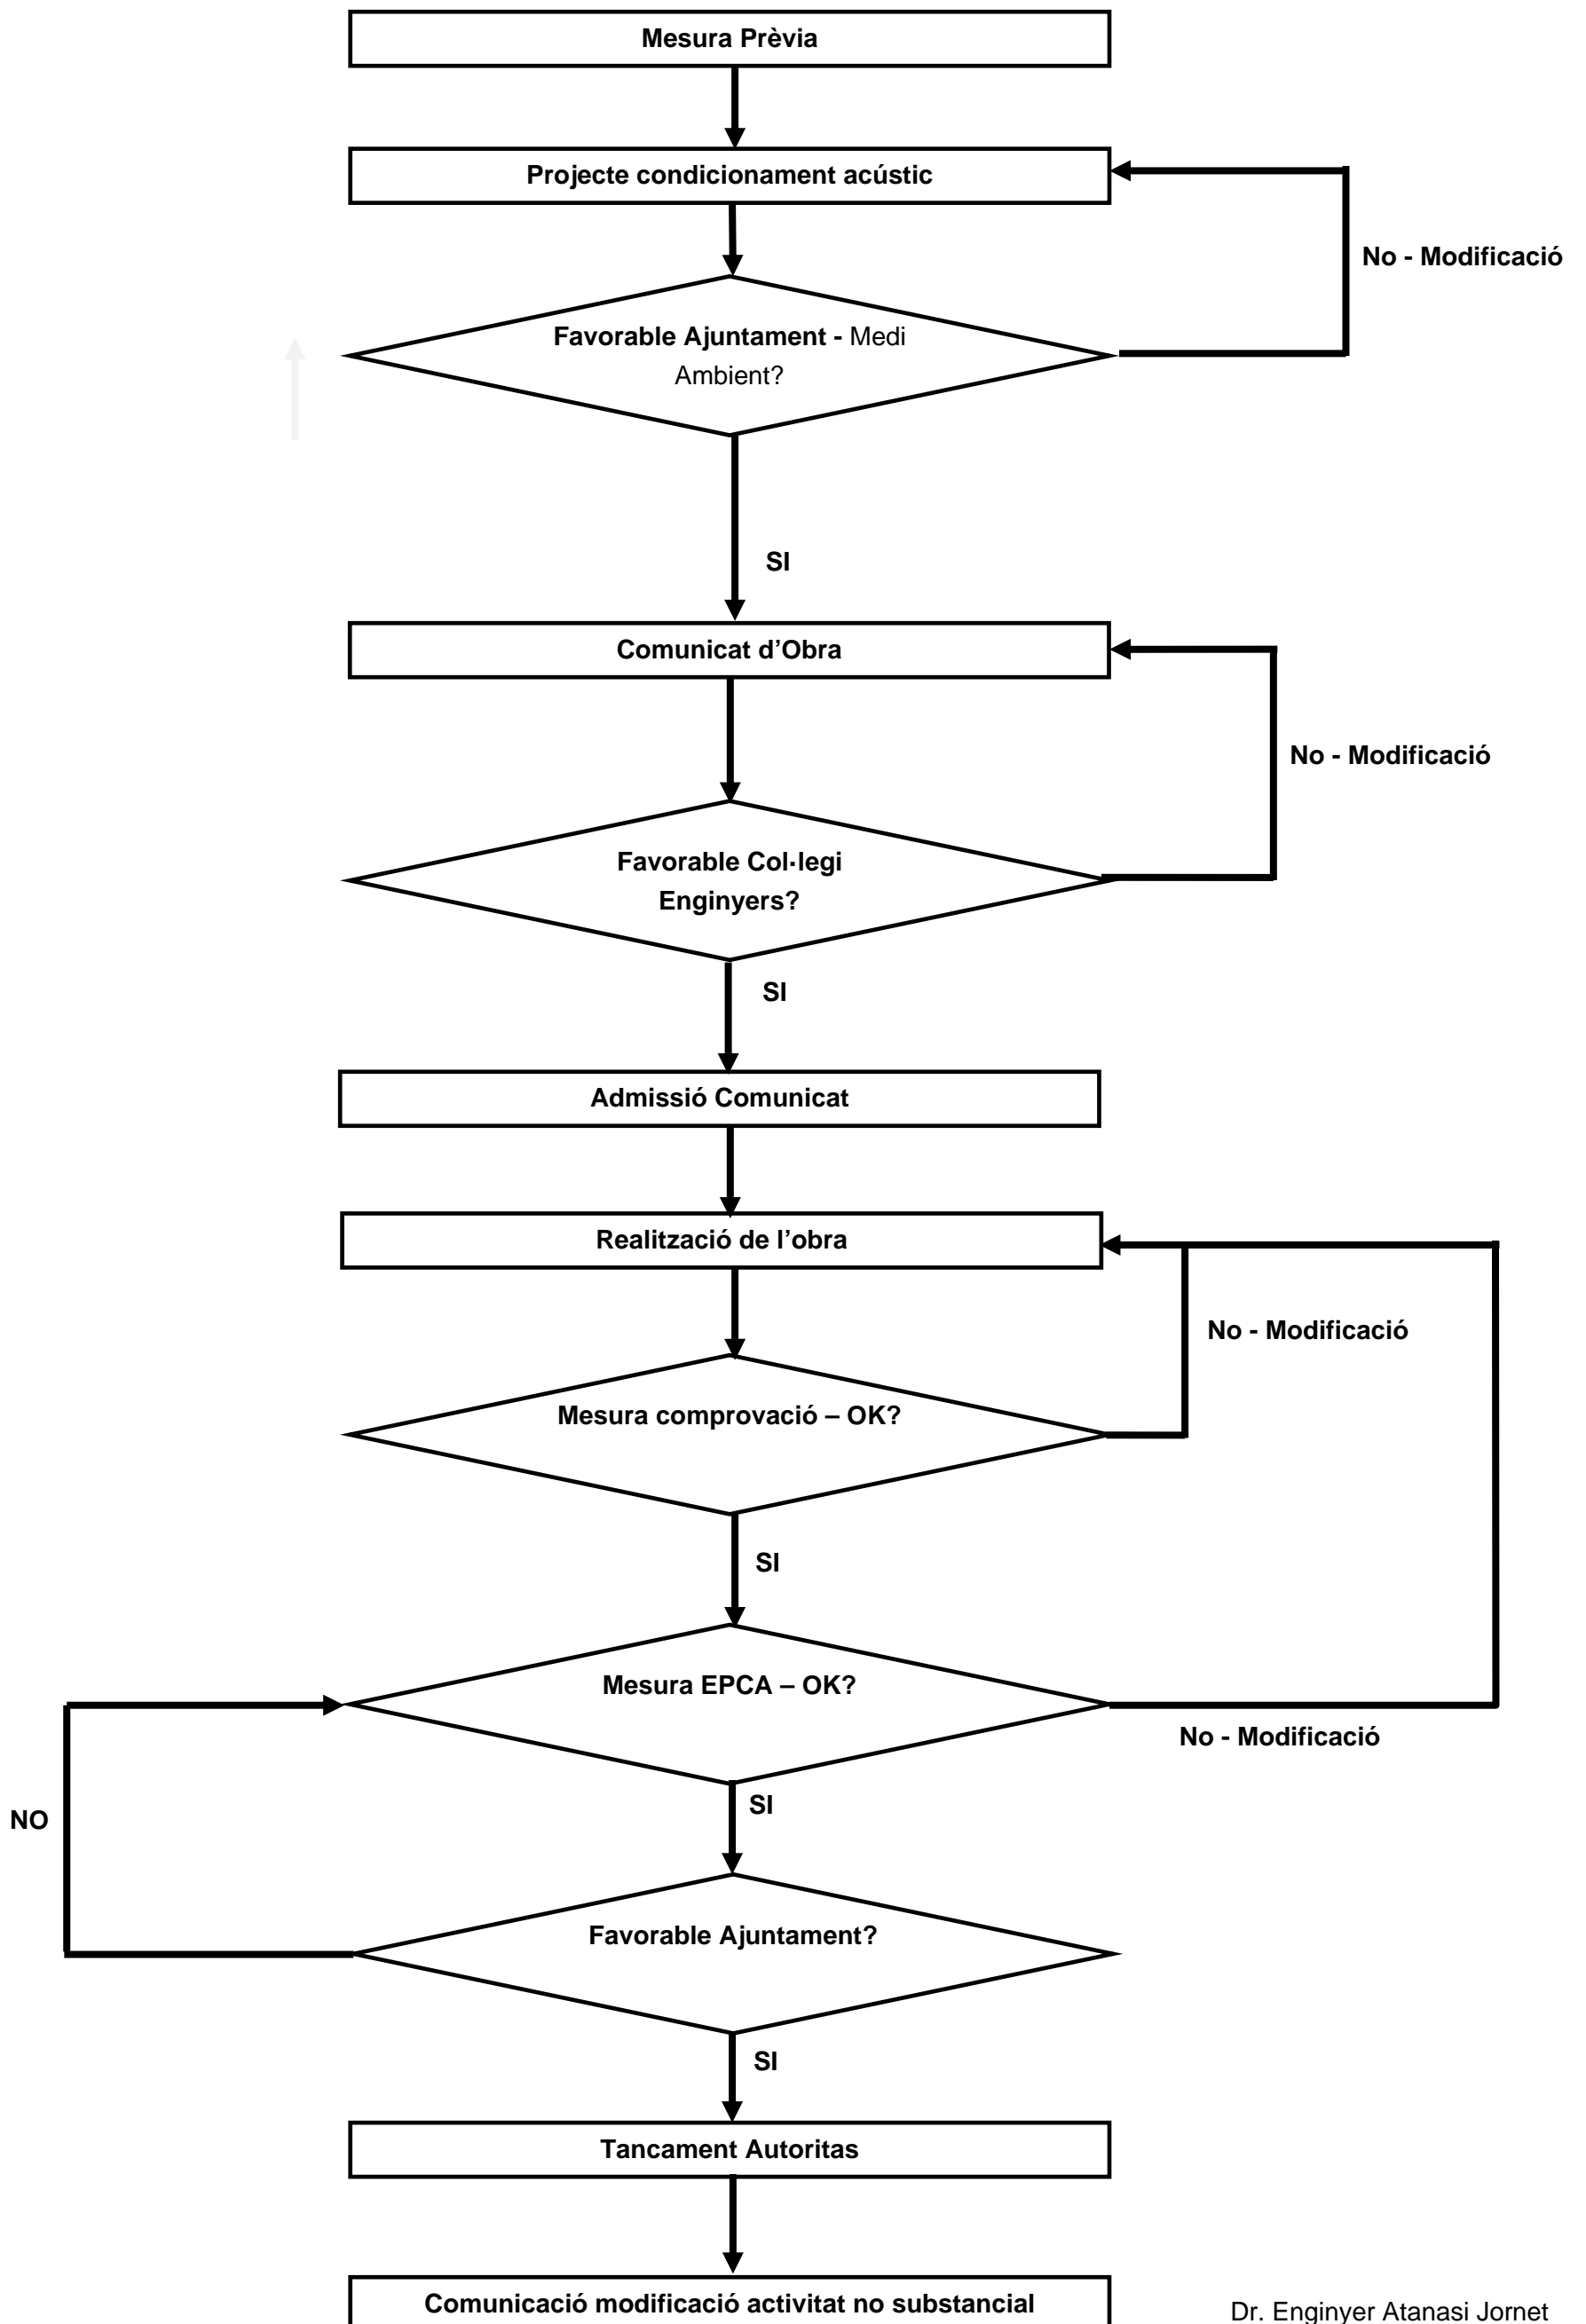 Mesura Prèvia
Projecte condicionament acústic
No - Modificació
Favorable Ajuntament - Medi
Ambient?
SI
Comunicat d’Obra
No - Modificació
Favorable Col·legi
Enginyers?
SI
Admissió Comunicat
Realització de l’obra
No - Modificació
Mesura comprovació – OK?
SI
Mesura EPCA – OK?
No - Modificació
SI
NO
Favorable Ajuntament?
SI
Tancament Autoritas
Comunicació modificació activitat no substancial
Dr. Enginyer Atanasi Jornet